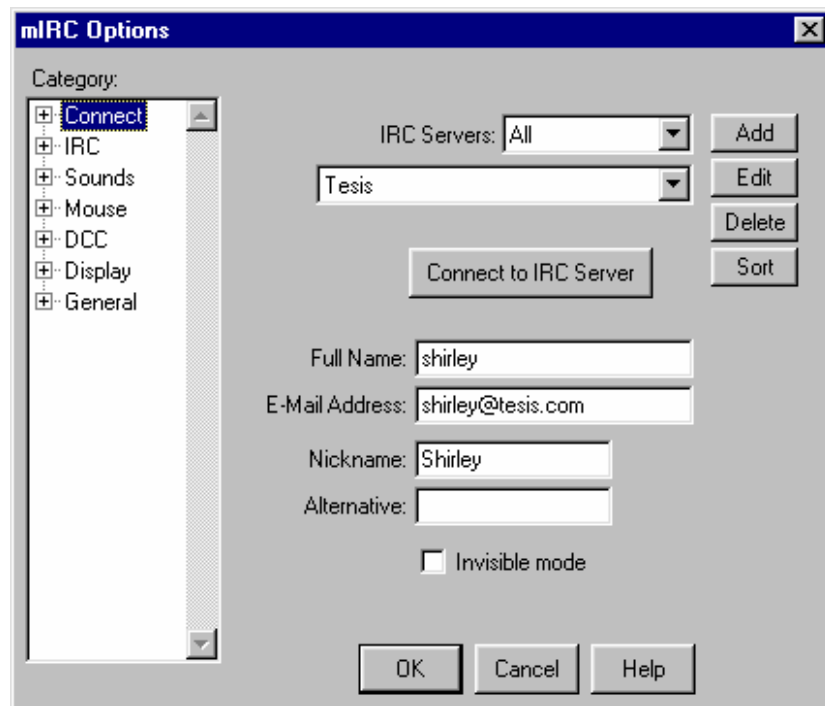 mIRC Options
Category:
Connect
IRC
Sounds
Mouse
DCC
Display
General
IRC Servers: All
Tesis
Add
Edit
Delete
Sort
Connect to IRC Server
Full Name: shirley
E-Mail Address: shirley@tesis.com
Nickname: Shirley
Alternative:
Invisible mode
OK Cancel Help